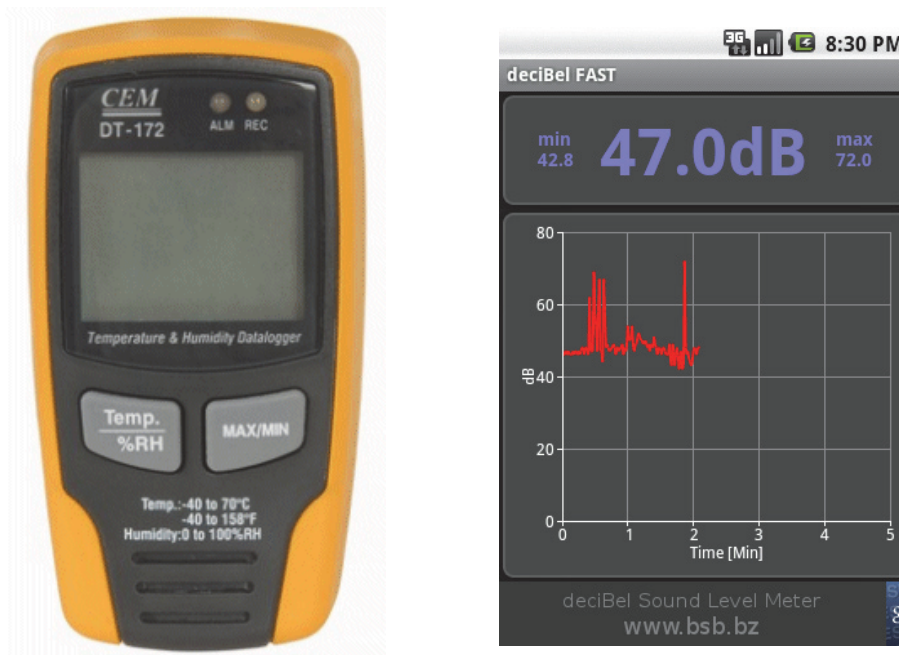 CEM
DT-172
ALM REC
Temperature & Humidity Datalogger
Temp.
%RH
MAX/MIN
Temp.:-40 to 70°C
-40 to 158°F
Humidity:0 to 100%RH
3G 8:30 PM
deciBel FAST
min
42.8
47.0dB
max
72.0
80
60
40
20
0
dB
0 1 2 3 4 5
Time [Min]
deciBel Sound Level Meter
www.bsb.bz